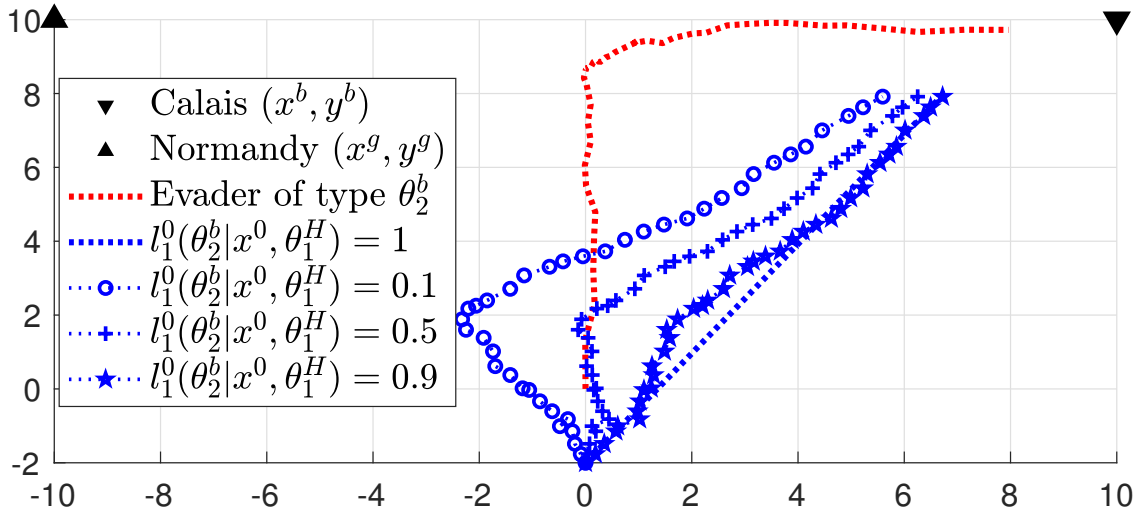 10
8
6
4
2
0
-2
Calais (x^b, y^b)
Normandy (x^g, y^g)
Evader of type θ_2^b
l_1^0(θ_2^b|x^0, θ_1^H) = 1
l_1^0(θ_2^b|x^0, θ_1^H) = 0.1
l_1^0(θ_2^b|x^0, θ_1^H) = 0.5
l_1^0(θ_2^b|x^0, θ_1^H) = 0.9
-10 -8 -6 -4 -2 0 2 4 6 8 10